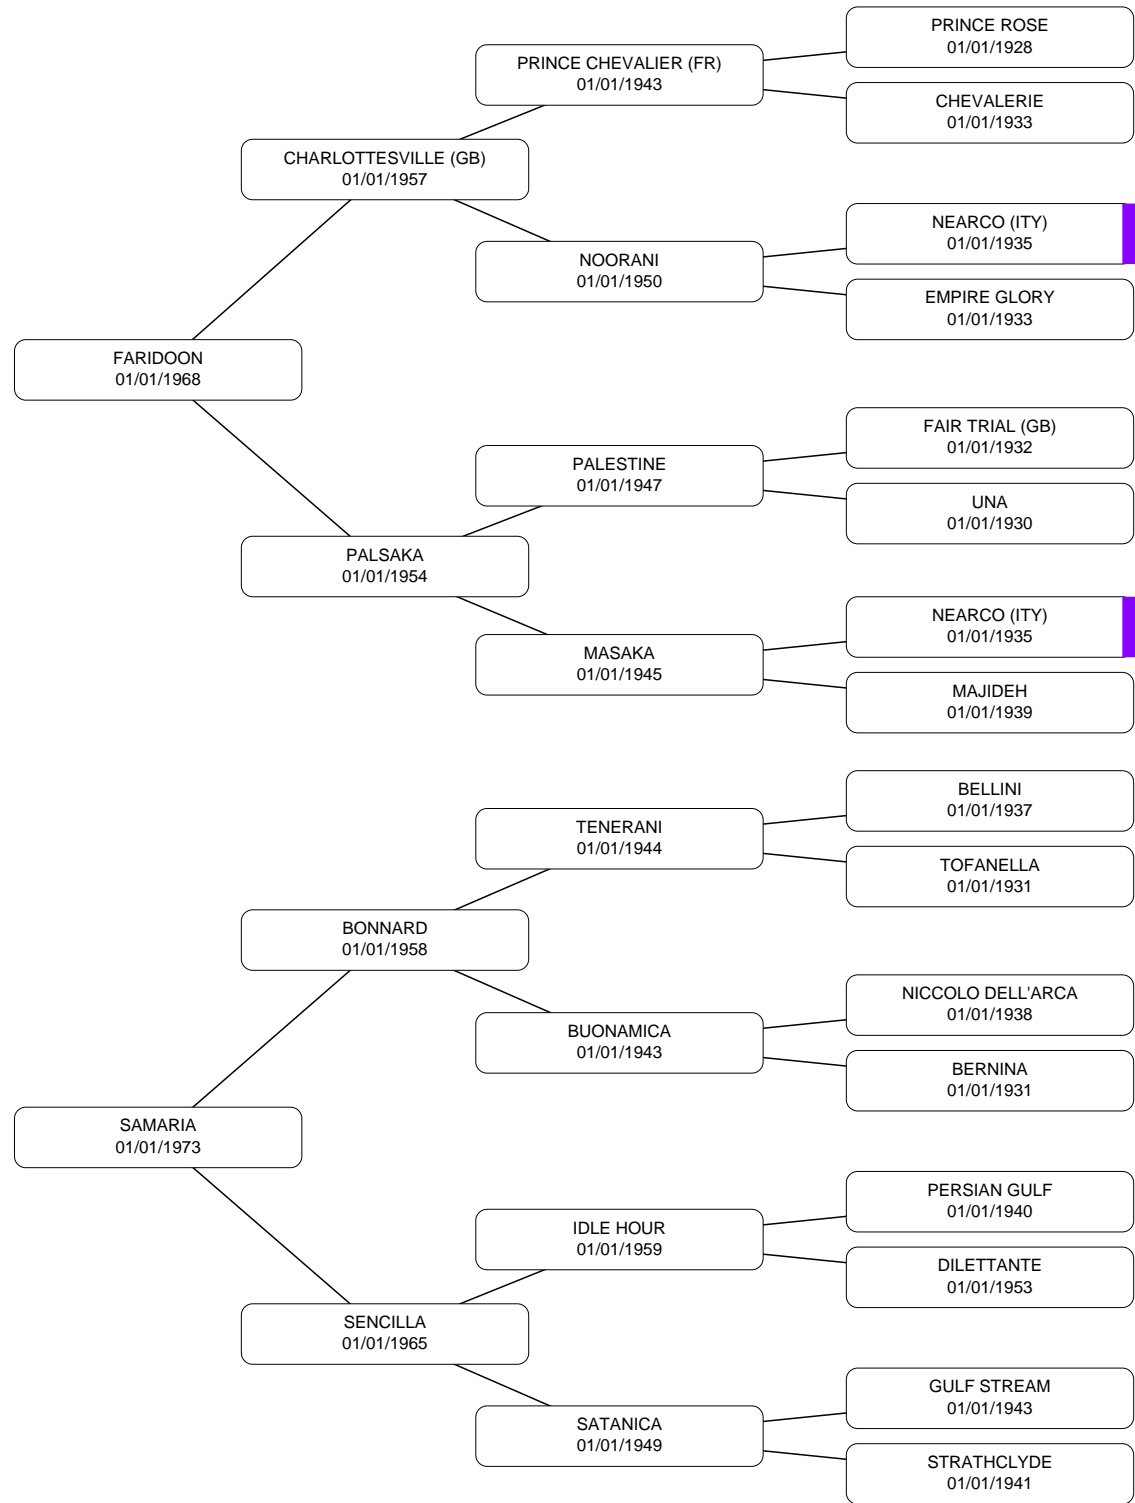 PRINCE ROSE
01/01/1928
PRINCE CHEVALIER (FR)
01/01/1943
CHEVALERIE
01/01/1933
CHARLOTTESVILLE (GB)
01/01/1957
NEARCO (ITY)
01/01/1935
NOORANI
01/01/1950
EMPIRE GLORY
01/01/1933
FARIDOON
01/01/1968
FAIR TRIAL (GB)
01/01/1932
PALESTINE
01/01/1947
UNA
01/01/1930
PALSAKA
01/01/1954
NEARCO (ITY)
01/01/1935
MASAKA
01/01/1945
MAJIDEH
01/01/1939
BELLINI
01/01/1937
TENERANI
01/01/1944
TOFANELLA
01/01/1931
BONNARD
01/01/1958
NICCOLO DELL'ARCA
01/01/1938
BUONAMICA
01/01/1943
BERNINA
01/01/1931
SAMARIA
01/01/1973
PERSIAN GULF
01/01/1940
IDLE HOUR
01/01/1959
DILETTANTE
01/01/1953
SENCILLA
01/01/1965
GULF STREAM
01/01/1943
SATANICA
01/01/1949
STRATHCLYDE
01/01/1941